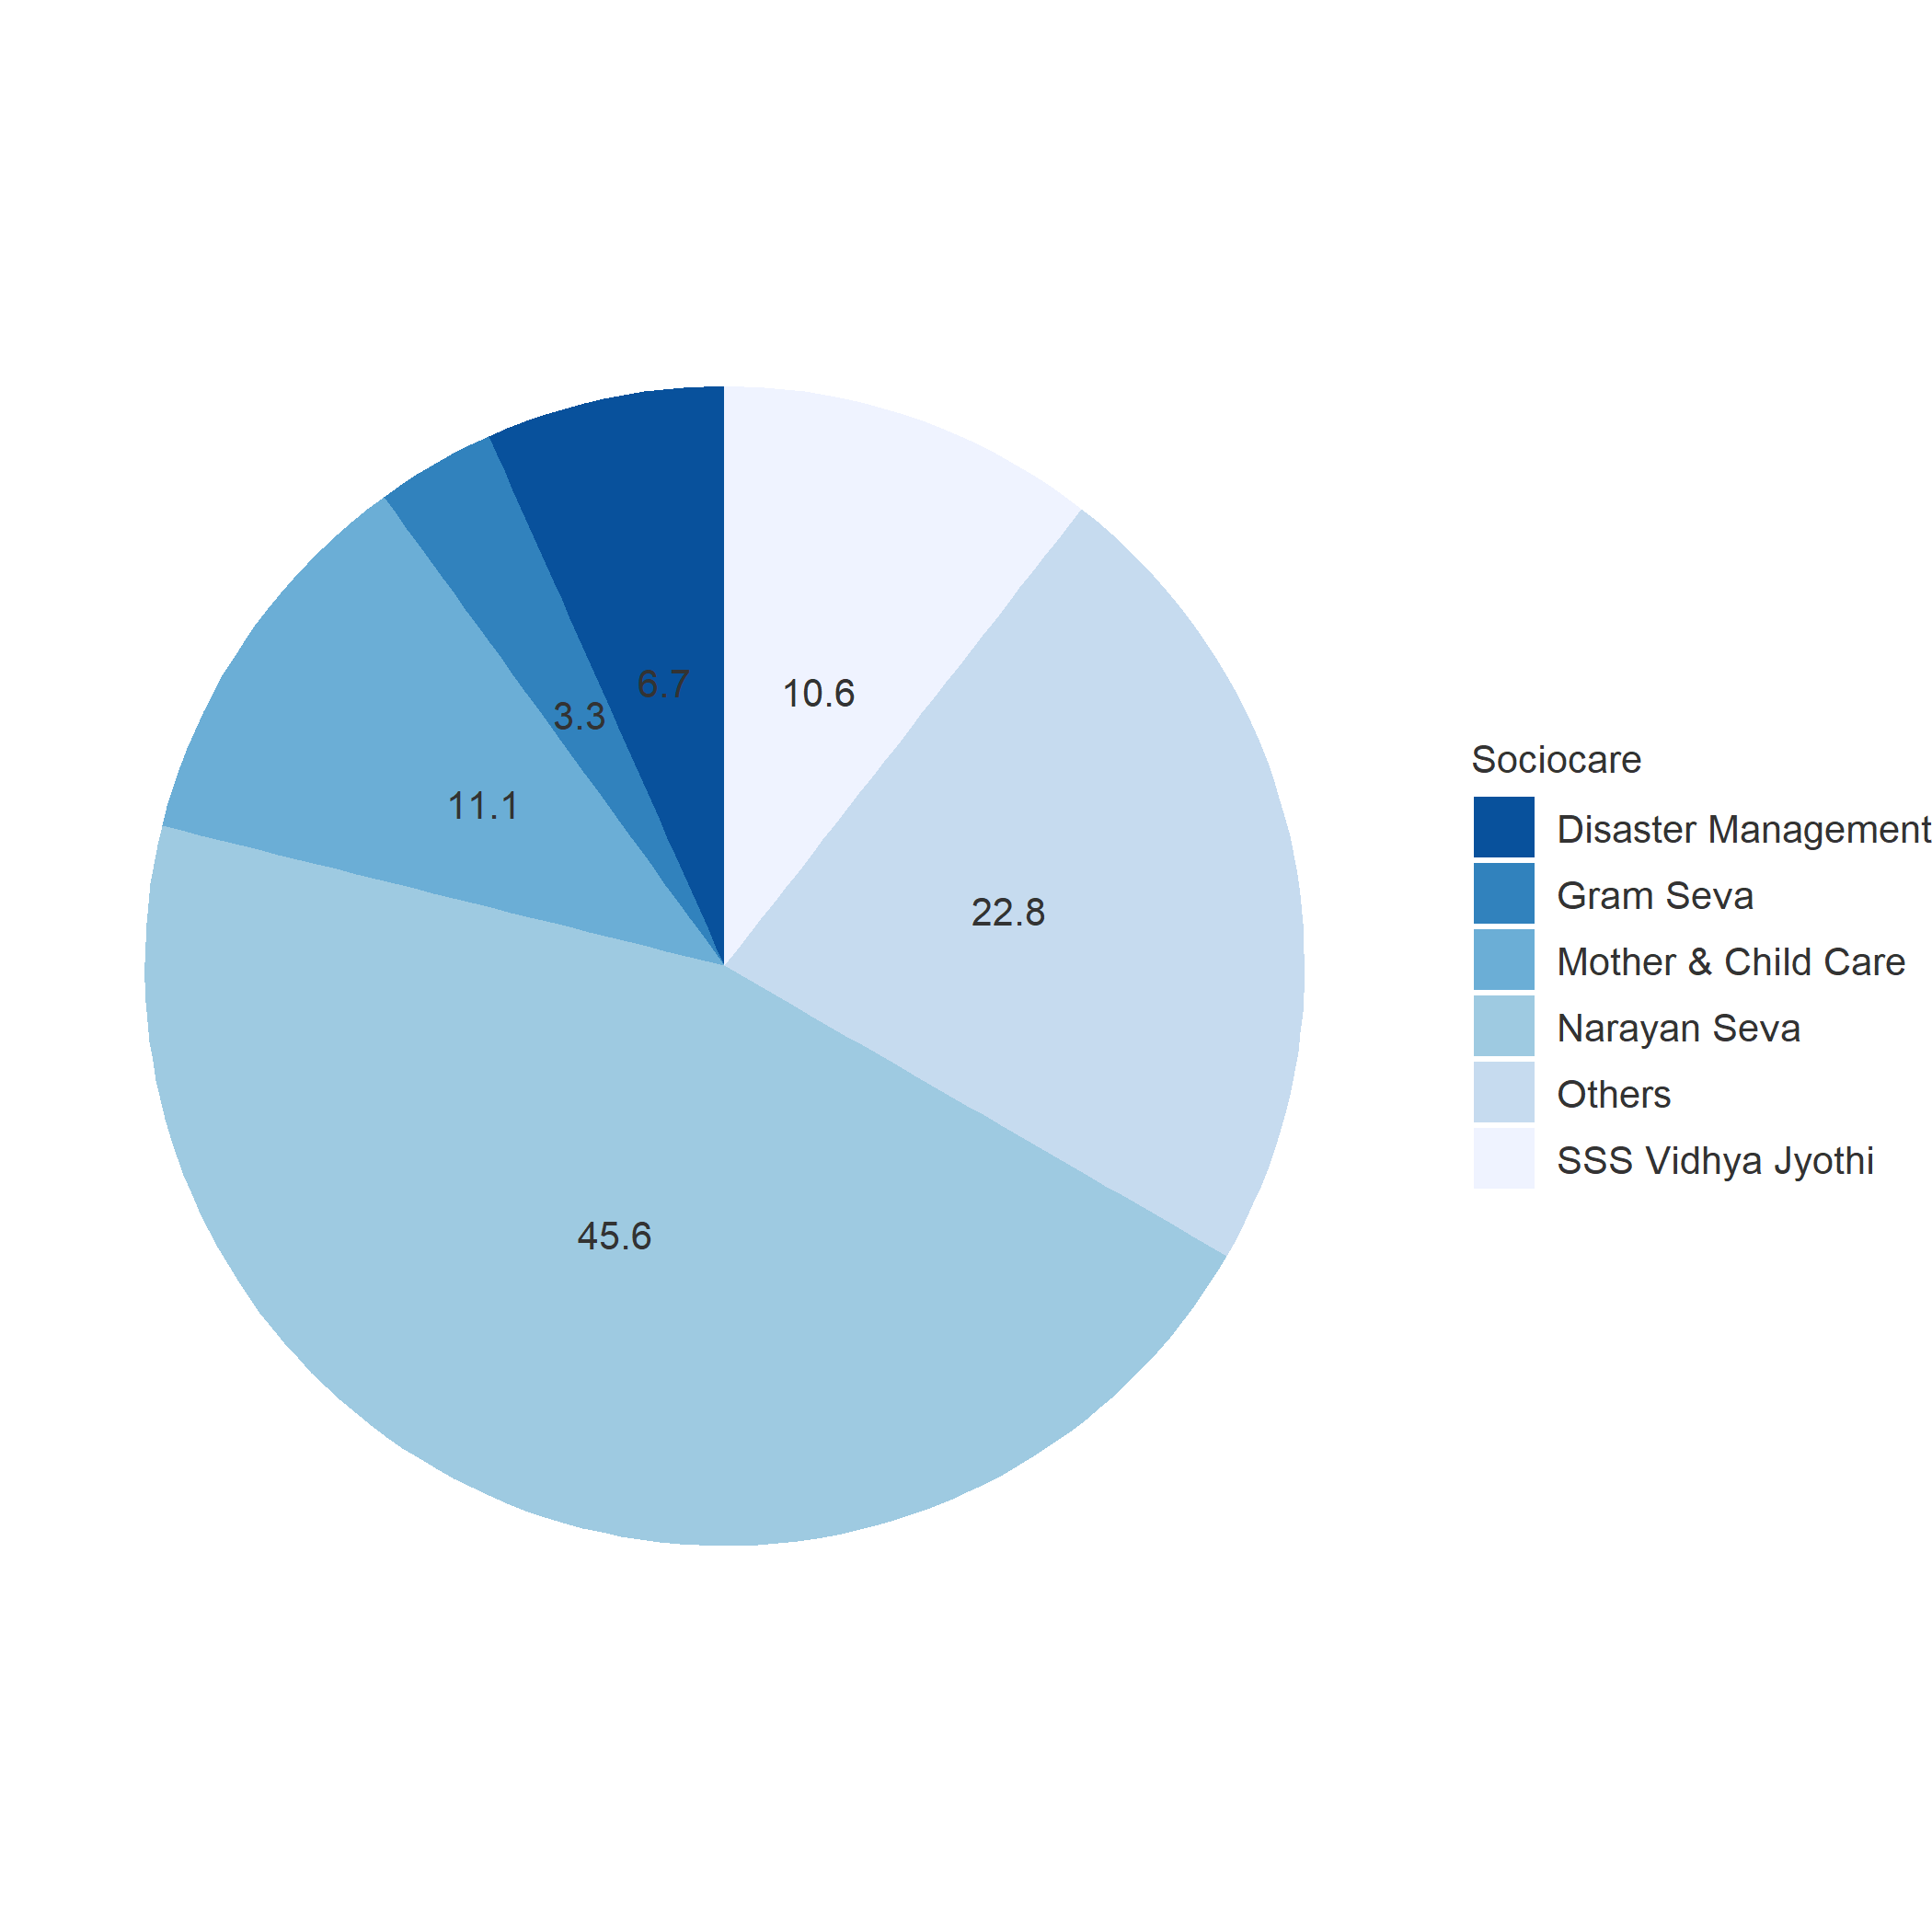 6.7
10.6
3.3
11.1
22.8
45.6
Sociocare
Disaster Management
Gram Seva
Mother & Child Care
Narayan Seva
Others
SSS Vidhya Jyothi